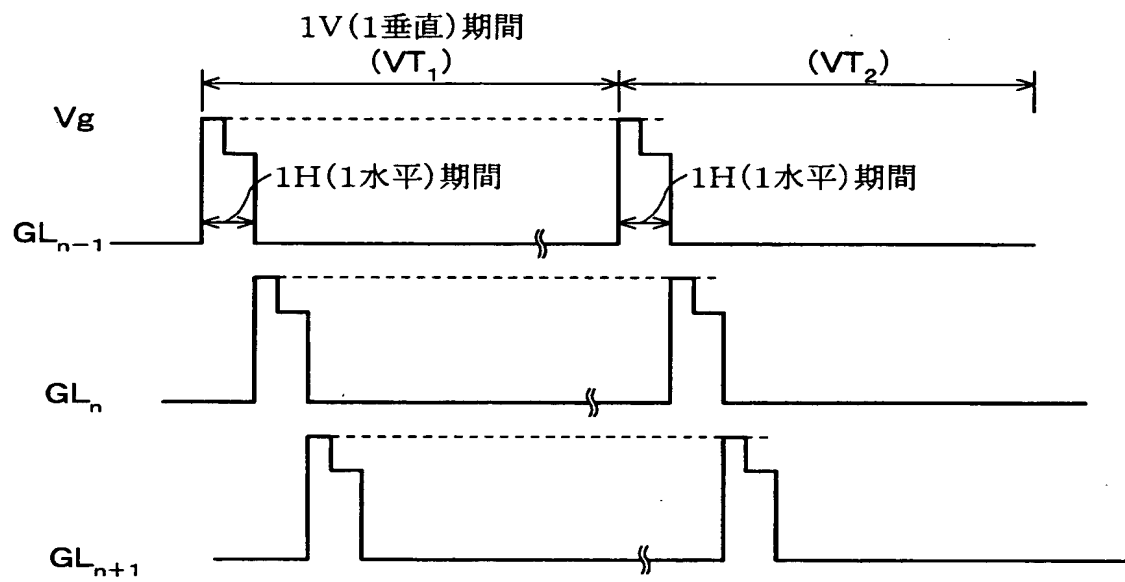 1V(1垂直)期間
(VT₁)
(VT₂)
Vg
1H(1水平)期間
1H(1水平)期間
GLₙ₋₁
GLₙ
GLₙ₊₁